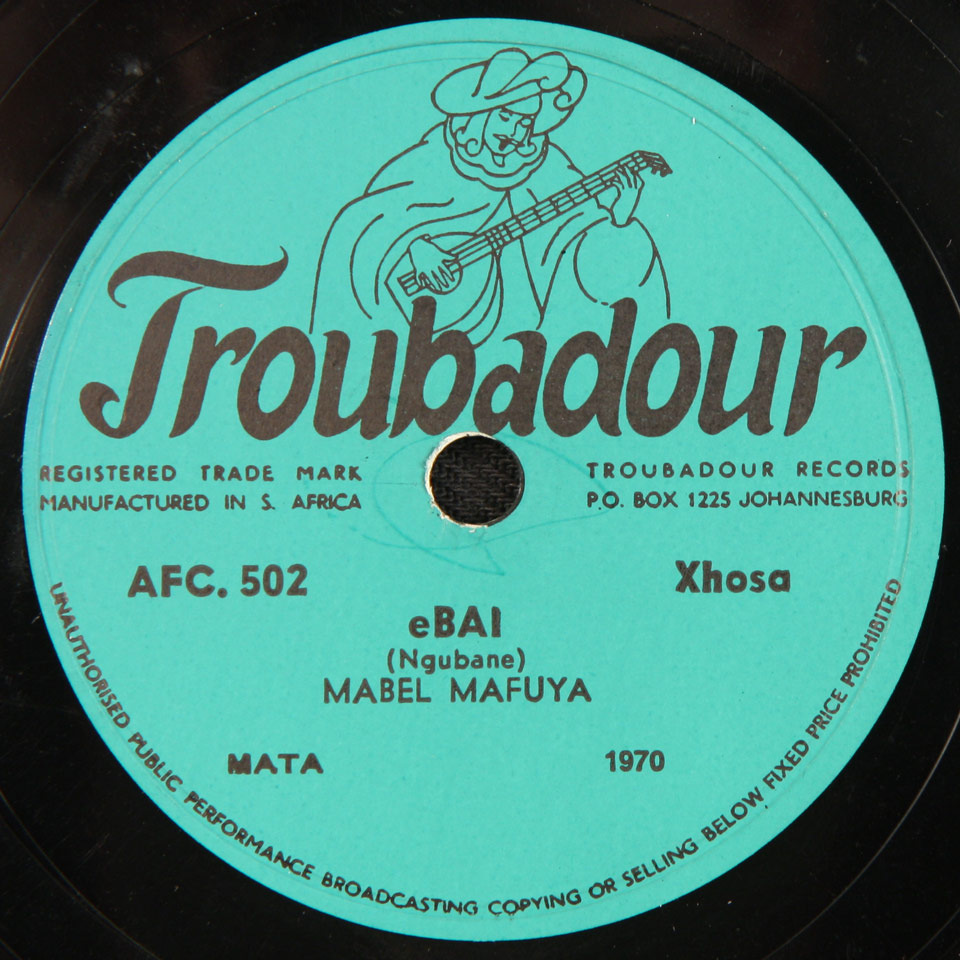 Troubadour
REGISTERED TRADE MARK
MANUFACTURED IN S. AFRICA
TROUBADOUR RECORDS
P.O. BOX 1225 JOHANNESBURG
AFC. 502
Xhosa
eBAI
(Ngubane)
MABEL MAFUYA
MATA
1970
UNAUTHORISED PUBLIC PERFORMANCE BROADCASTING COPYING OR SELLING BELOW FIXED PRICE PROHIBITED